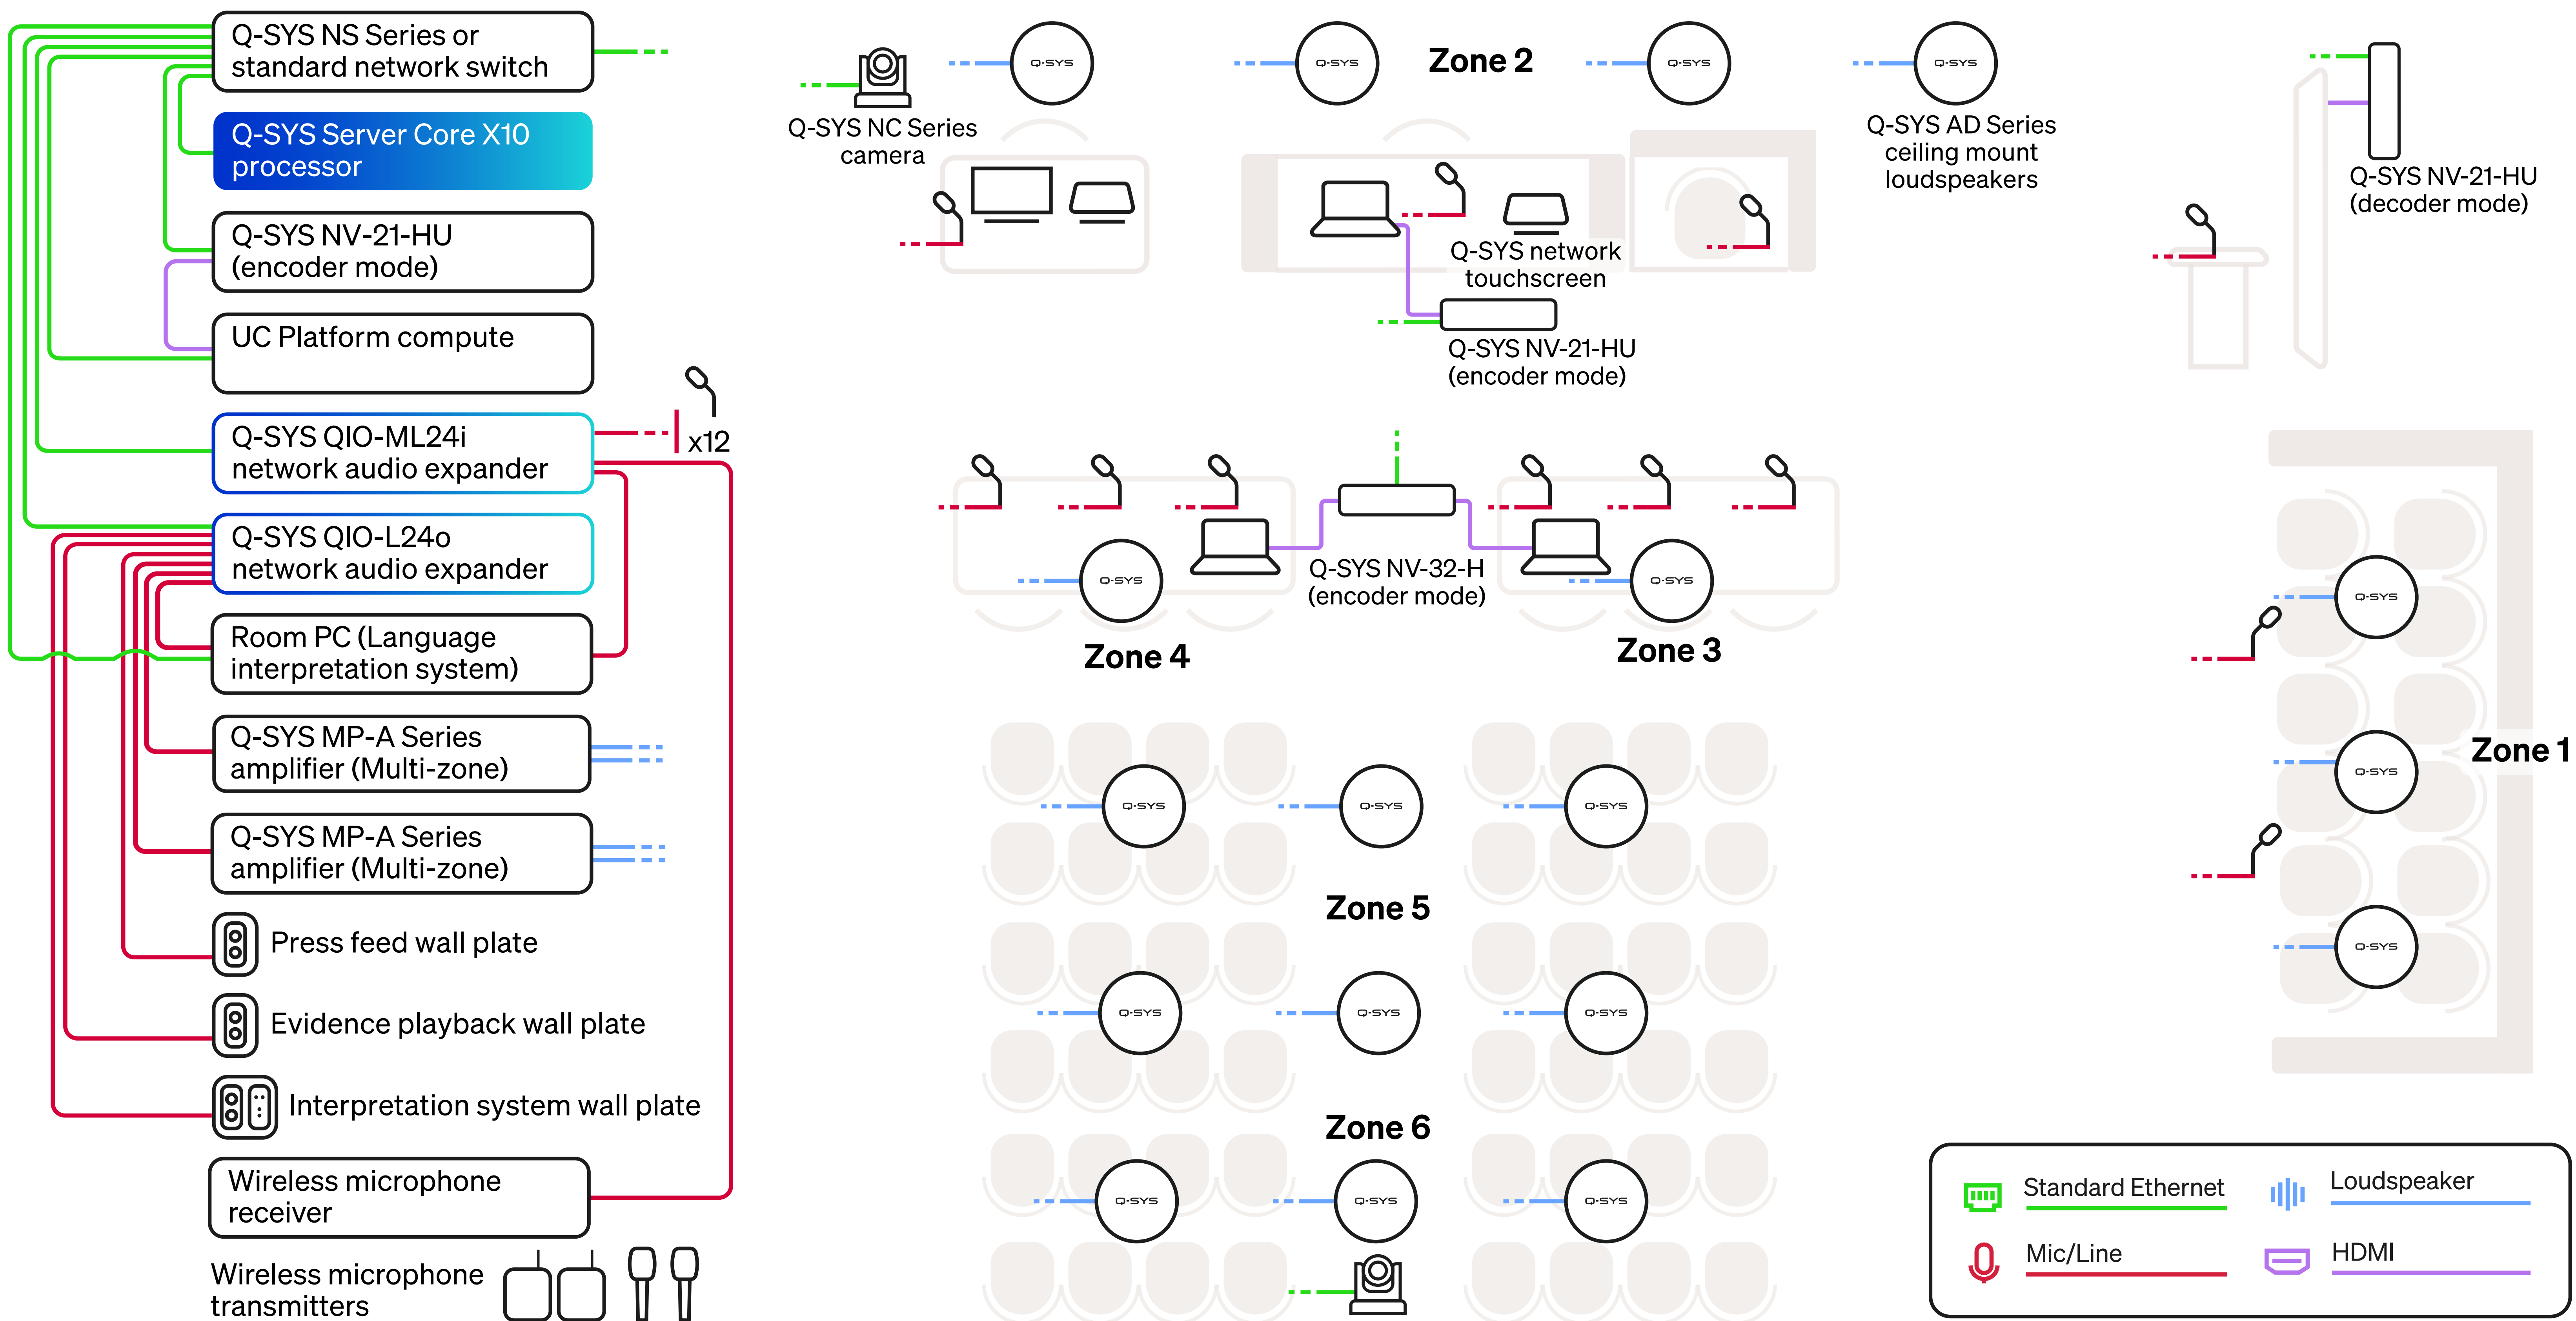 Q-SYS NS Series or
standard network switch
Q-SYS Server Core X10
processor
Q-SYS NV-21-HU
(encoder mode)
UC Platform compute
Q-SYS QIO-ML24i
network audio expander
x12
Q-SYS QIO-L24o
network audio expander
Room PC (Language
interpretation system)
Q-SYS MP-A Series
amplifier (Multi-zone)
Q-SYS MP-A Series
amplifier (Multi-zone)
Press feed wall plate
Evidence playback wall plate
Interpretation system wall plate
Wireless microphone
receiver
Wireless microphone
transmitters
Q-SYS NC Series
camera
Q-SYS
Q-SYS
Zone 2
Q-SYS
Q-SYS
Q-SYS AD Series
ceiling mount
loudspeakers
Q-SYS NV-21-HU
(decoder mode)
Q-SYS network
touchscreen
Q-SYS NV-21-HU
(encoder mode)
Q-SYS
Q-SYS NV-32-H
(encoder mode)
Q-SYS
Zone 4
Zone 3
Q-SYS
Q-SYS
Q-SYS
Zone 5
Q-SYS
Q-SYS
Q-SYS
Zone 6
Q-SYS
Q-SYS
Q-SYS
Q-SYS
Q-SYS
Zone 1
Q-SYS
Standard Ethernet
Loudspeaker
Mic/Line
HDMI